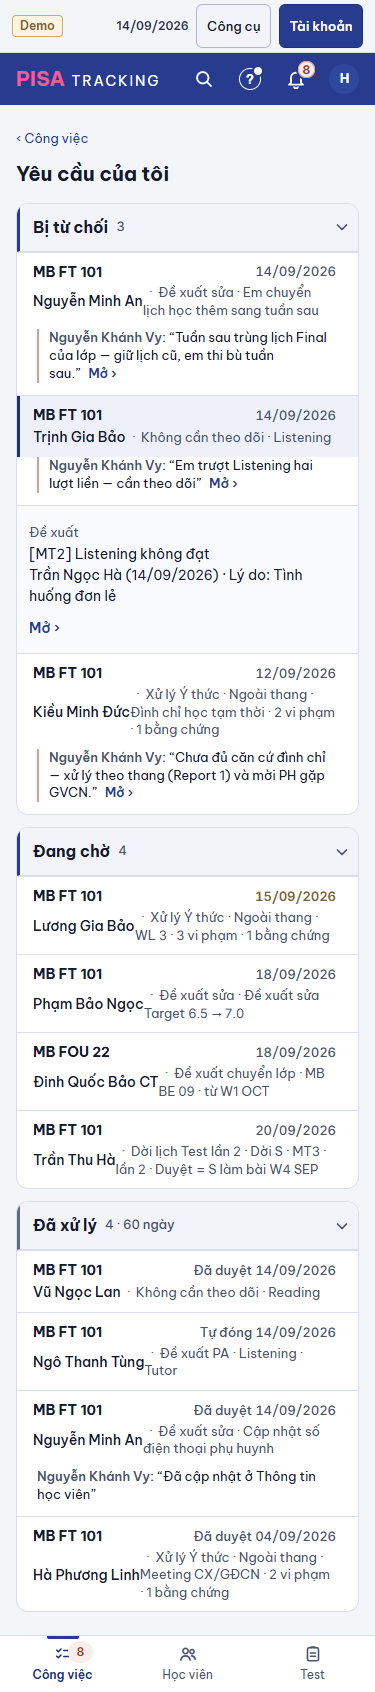 Demo 14/09/2026 Công cụ Tài khoản
PISA TRACKING ? 8 H
‹ Công việc
Yêu cầu của tôi
Bị từ chối 3
MB FT 101 14/09/2026
Nguyễn Minh An · Đề xuất sửa · Em chuyển
lịch học thêm sang tuần sau
Nguyễn Khánh Vy: “Tuần sau trùng lịch Final
của lớp — giữ lịch cũ, em thi bù tuần
sau.” Mở ›
MB FT 101 14/09/2026
Trịnh Gia Bảo · Không cần theo dõi · Listening
Nguyễn Khánh Vy: “Em trượt Listening hai
lượt liền — cần theo dõi” Mở ›
Đề xuất
[MT2] Listening không đạt
Trần Ngọc Hà (14/09/2026) · Lý do: Tình
huống đơn lẻ
Mở ›
MB FT 101 12/09/2026
Kiều Minh Đức · Xử lý Ý thức · Ngoài thang ·
Đình chỉ học tạm thời · 2 vi phạm
· 1 bằng chứng
Nguyễn Khánh Vy: “Chưa đủ căn cứ đình chỉ
— xử lý theo thang (Report 1) và mời PH gặp
GVCN.” Mở ›
Đang chờ 4
MB FT 101 15/09/2026
Lương Gia Bảo · Xử lý Ý thức · Ngoài thang ·
WL 3 · 3 vi phạm · 1 bằng chứng
MB FT 101 18/09/2026
Phạm Bảo Ngọc · Đề xuất sửa · Đề xuất sửa
Target 6.5 → 7.0
MB FOU 22 18/09/2026
Đinh Quốc Bảo CT · Đề xuất chuyển lớp · MB
BE 09 · từ W1 OCT
MB FT 101 20/09/2026
Trần Thu Hà · Dời lịch Test lần 2 · Dời S · MT3 ·
lần 2 · Duyệt = S làm bài W4 SEP
Đã xử lý 4 · 60 ngày
MB FT 101 Đã duyệt 14/09/2026
Vũ Ngọc Lan · Không cần theo dõi · Reading
MB FT 101 Tự đóng 14/09/2026
Ngô Thanh Tùng · Đề xuất PA · Listening ·
Tutor
MB FT 101 Đã duyệt 14/09/2026
Nguyễn Minh An · Đề xuất sửa · Cập nhật số
điện thoại phụ huynh
Nguyễn Khánh Vy: “Đã cập nhật ở Thông tin
học viên”
MB FT 101 Đã duyệt 04/09/2026
Hà Phương Linh · Xử lý Ý thức · Ngoài thang ·
Meeting CX/GĐCN · 2 vi phạm
· 1 bằng chứng
8
Công việc Học viên Test